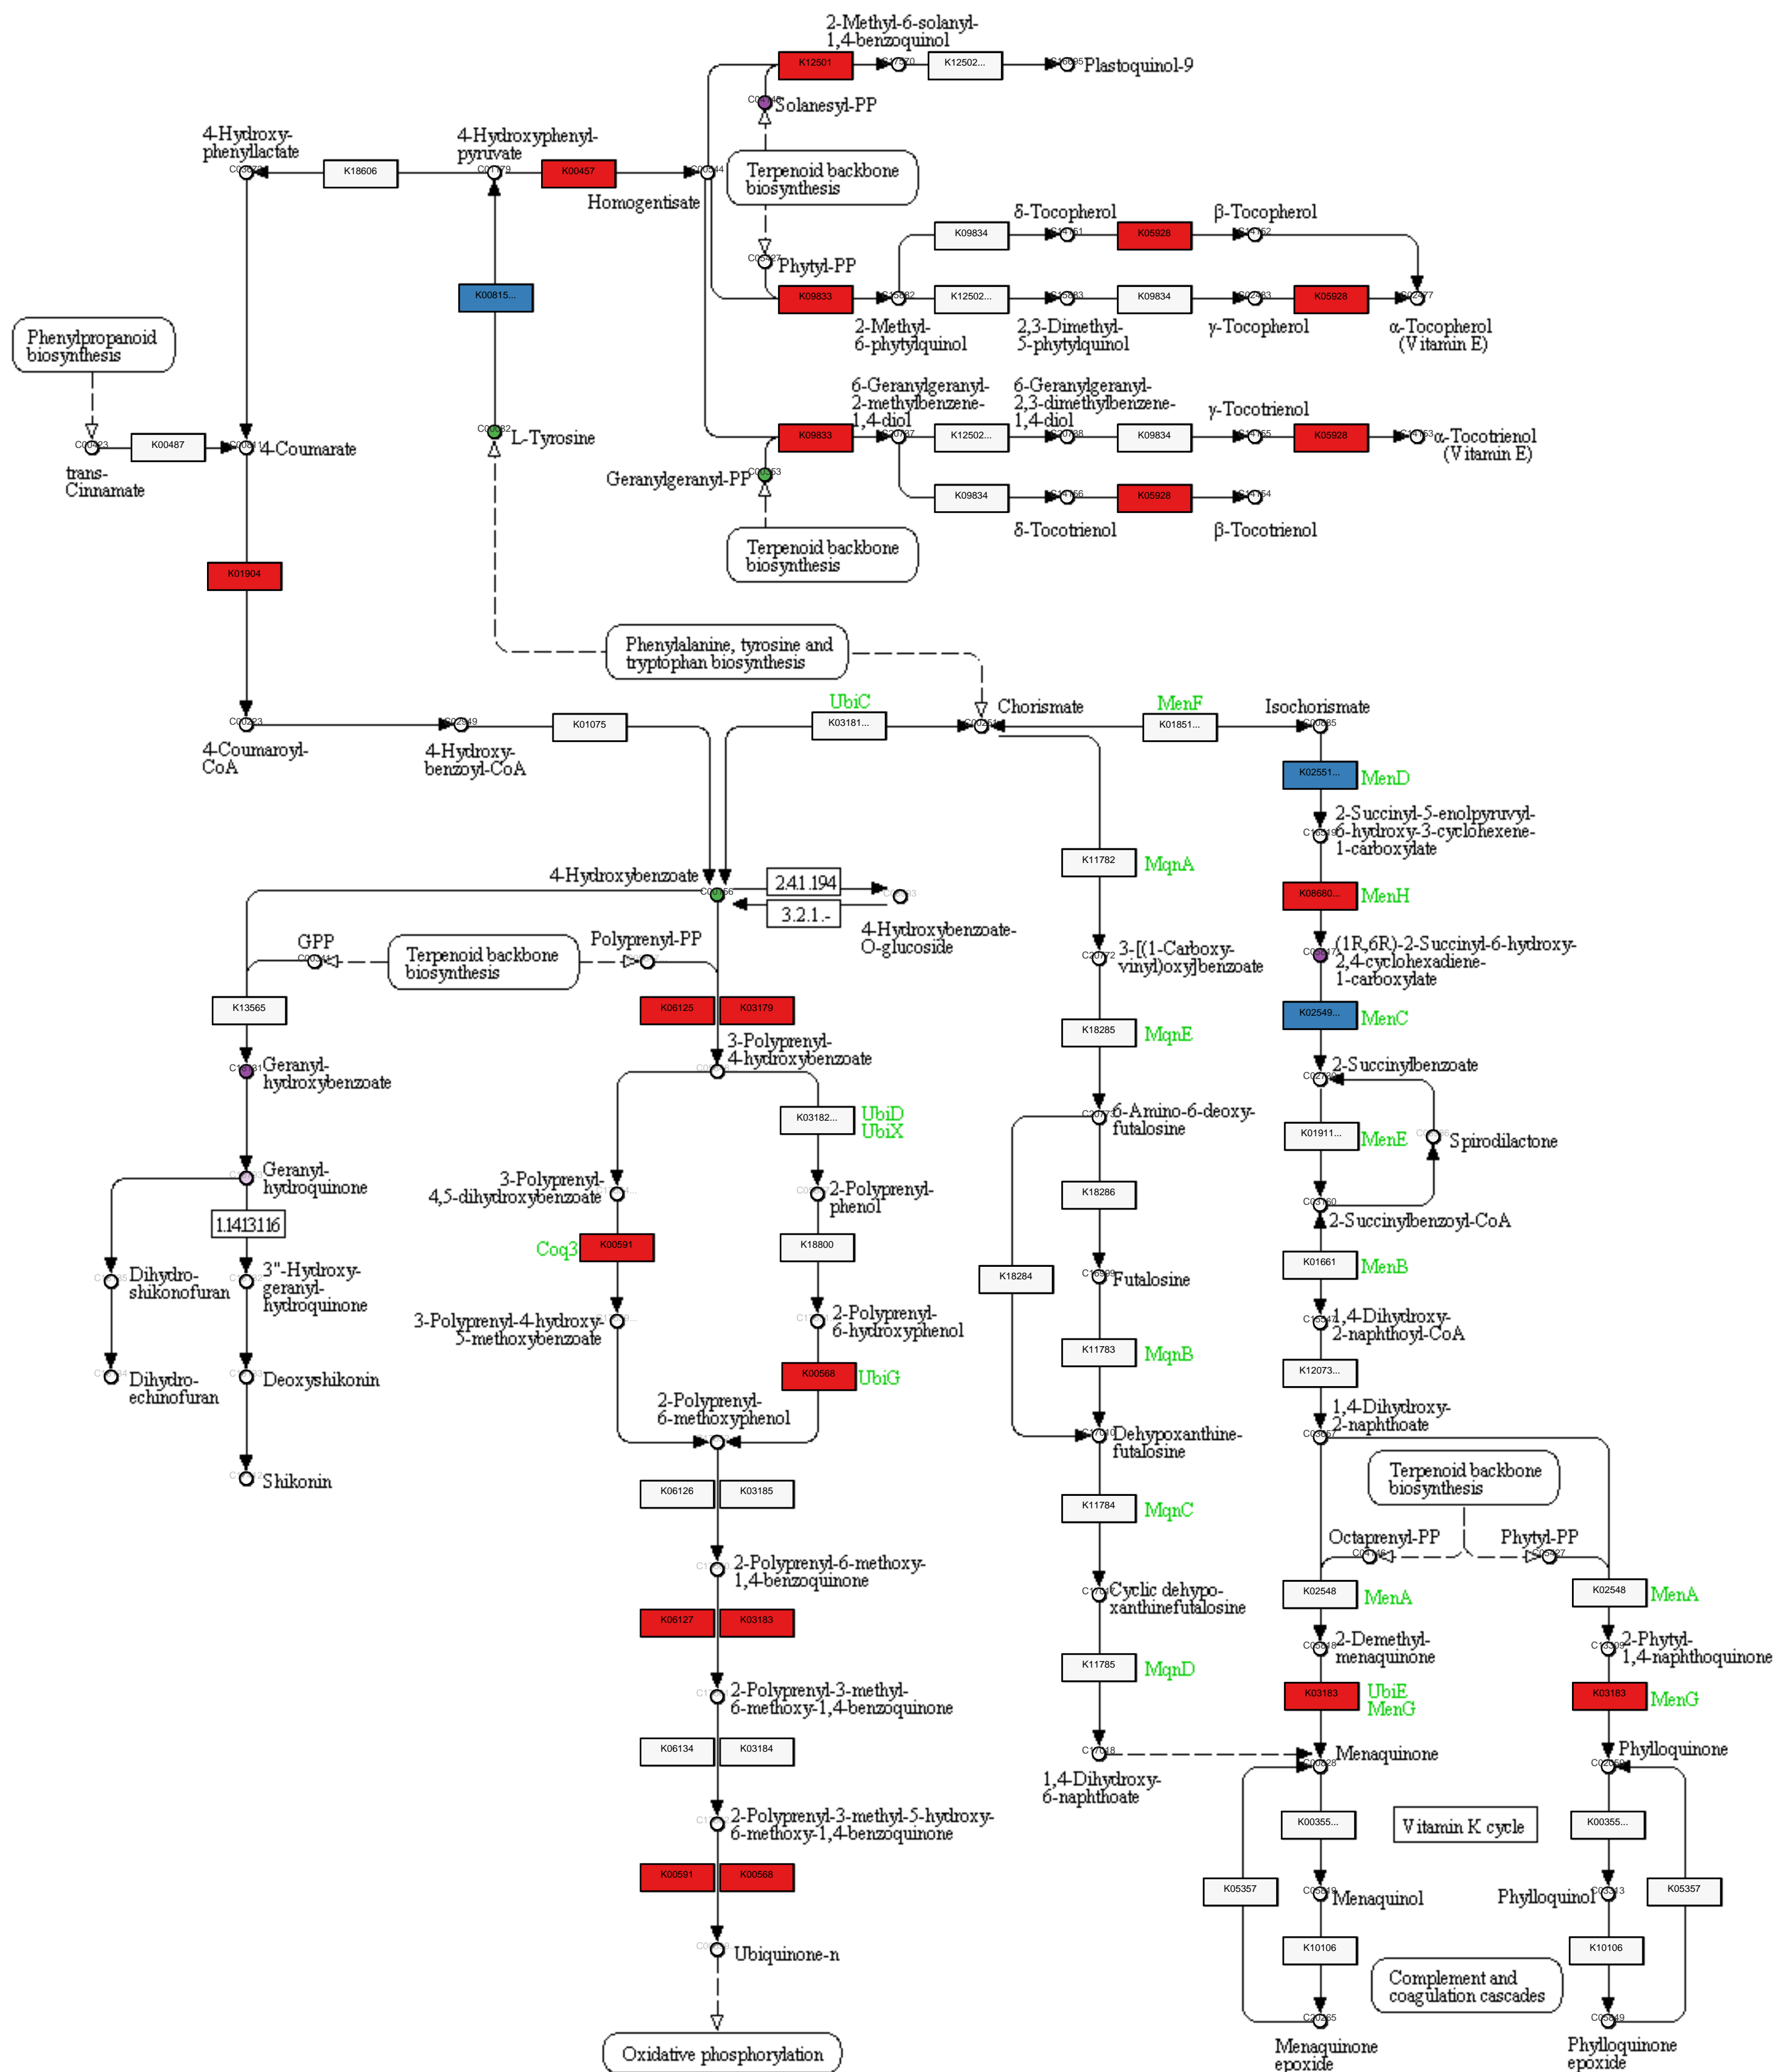 2-Methyl-6-solanyl-
1,4-benzoquinol
K12501
K12502...
Plastoquinol-9
Solanesyl-PP
4-Hydroxy-
phenyllactate
4-Hydroxyphenyl-
pyruvate
K18606
K00457
Homogentisate
Terpenoid backbone
biosynthesis
δ-Tocopherol
β-Tocopherol
K09834
K05928
Phytyl-PP
K00815...
K09833
K12502...
K09834
K05928
2-Methyl-
6-phytylquinol
2,3-Dimethyl-
5-phytylquinol
γ-Tocopherol
α-Tocopherol
(Vitamin E)
Phenylpropanoid
biosynthesis
6-Geranylgeranyl-
2-methylbenzene-
1,4-diol
6-Geranylgeranyl-
2,3-dimethylbenzene-
1,4-diol
γ-Tocotrienol
L-Tyrosine
K00487
4-Coumarate
K09833
K12502...
K09834
K05928
α-Tocotrienol
(Vitamin E)
trans-
Cinnamate
Geranylgeranyl-PP
K09834
K05928
δ-Tocotrienol
β-Tocotrienol
Terpenoid backbone
biosynthesis
K01904
Phenylalanine, tyrosine and
tryptophan biosynthesis
UbiC
Chorismate
MenF
Isochorismate
C00223
C02949
K01075
K03181...
K01851...
4-Coumaroyl-
CoA
4-Hydroxy-
benzoyl-CoA
K02551...
MenD
2-Succinyl-5-enolpyruvyl-
6-hydroxy-3-cyclohexene-
1-carboxylate
K11782
MqnA
4-Hydroxybenzoate
2.4.1.194
3.2.1.-
4-Hydroxybenzoate-
O-glucoside
K08680...
MenH
GPP
Terpenoid backbone
biosynthesis
Polyprenyl-PP
C20772
3-[(1-Carboxy-
vinyl)oxy]benzoate
(1R,6R)-2-Succinyl-6-hydroxy-
2,4-cyclohexadiene-
1-carboxylate
K13565
K06125
K03179
K18285
MqnE
K02549...
MenC
3-Polyprenyl-
4-hydroxybenzoate
Geranyl-
hydroxybenzoate
2-Succinylbenzoate
K03182...
UbiD
UbiX
6-Amino-6-deoxy-
futalosine
K01911...
MenE
Spirodilactone
Geranyl-
hydroquinone
3-Polyprenyl-
4,5-dihydroxybenzoate
2-Polyprenyl-
phenol
K18286
C03160
2-Succinylbenzoyl-CoA
1.14.13.116
Coq3
K00591
K18800
K01661
MenB
Dihydro-
shikonofuran
3"-Hydroxy-
geranyl-
hydroquinone
K18284
C16999
Futalosine
3-Polyprenyl-4-hydroxy-
5-methoxybenzoate
2-Polyprenyl-
6-hydroxyphenol
1,4-Dihydroxy-
2-naphthoyl-CoA
K11783
MqnB
K12073...
Dihydro-
echinofuran
Deoxyshikonin
K00568
UbiG
2-Polyprenyl-
6-methoxyphenol
1,4-Dihydroxy-
2-naphthoate
C17010
Dehypoxanthine-
futalosine
C03657
Shikonin
Terpenoid backbone
biosynthesis
K06126
K03185
K11784
MqnC
Octaprenyl-PP
Phytyl-PP
C04146
C05427
2-Polyprenyl-6-methoxy-
1,4-benzoquinone
Cyclic dehypo-
xanthinefutalosine
K02548
MenA
K02548
MenA
K06127
K03183
2-Demethyl-
menaquinone
2-Phytyl-
1,4-naphthoquinone
K11785
MqnD
2-Polyprenyl-3-methyl-
6-methoxy-1,4-benzoquinone
K03183
UbiE
MenG
K03183
MenG
K06134
K03184
C17018
1,4-Dihydroxy-
6-naphthoate
Menaquinone
Phylloquinone
C00828
C02059
2-Polyprenyl-3-methyl-5-hydroxy-
6-methoxy-1,4-benzoquinone
K00355...
Vitamin K cycle
K00355...
K00591
K00568
K05357
C05819
Menaquinol
Phylloquinol
C03313
K05357
Ubiquinone-n
K10106
K10106
Complement and
coagulation cascades
C20265
C05849
Menaquinone
epoxide
Phylloquinone
epoxide
Oxidative phosphorylation